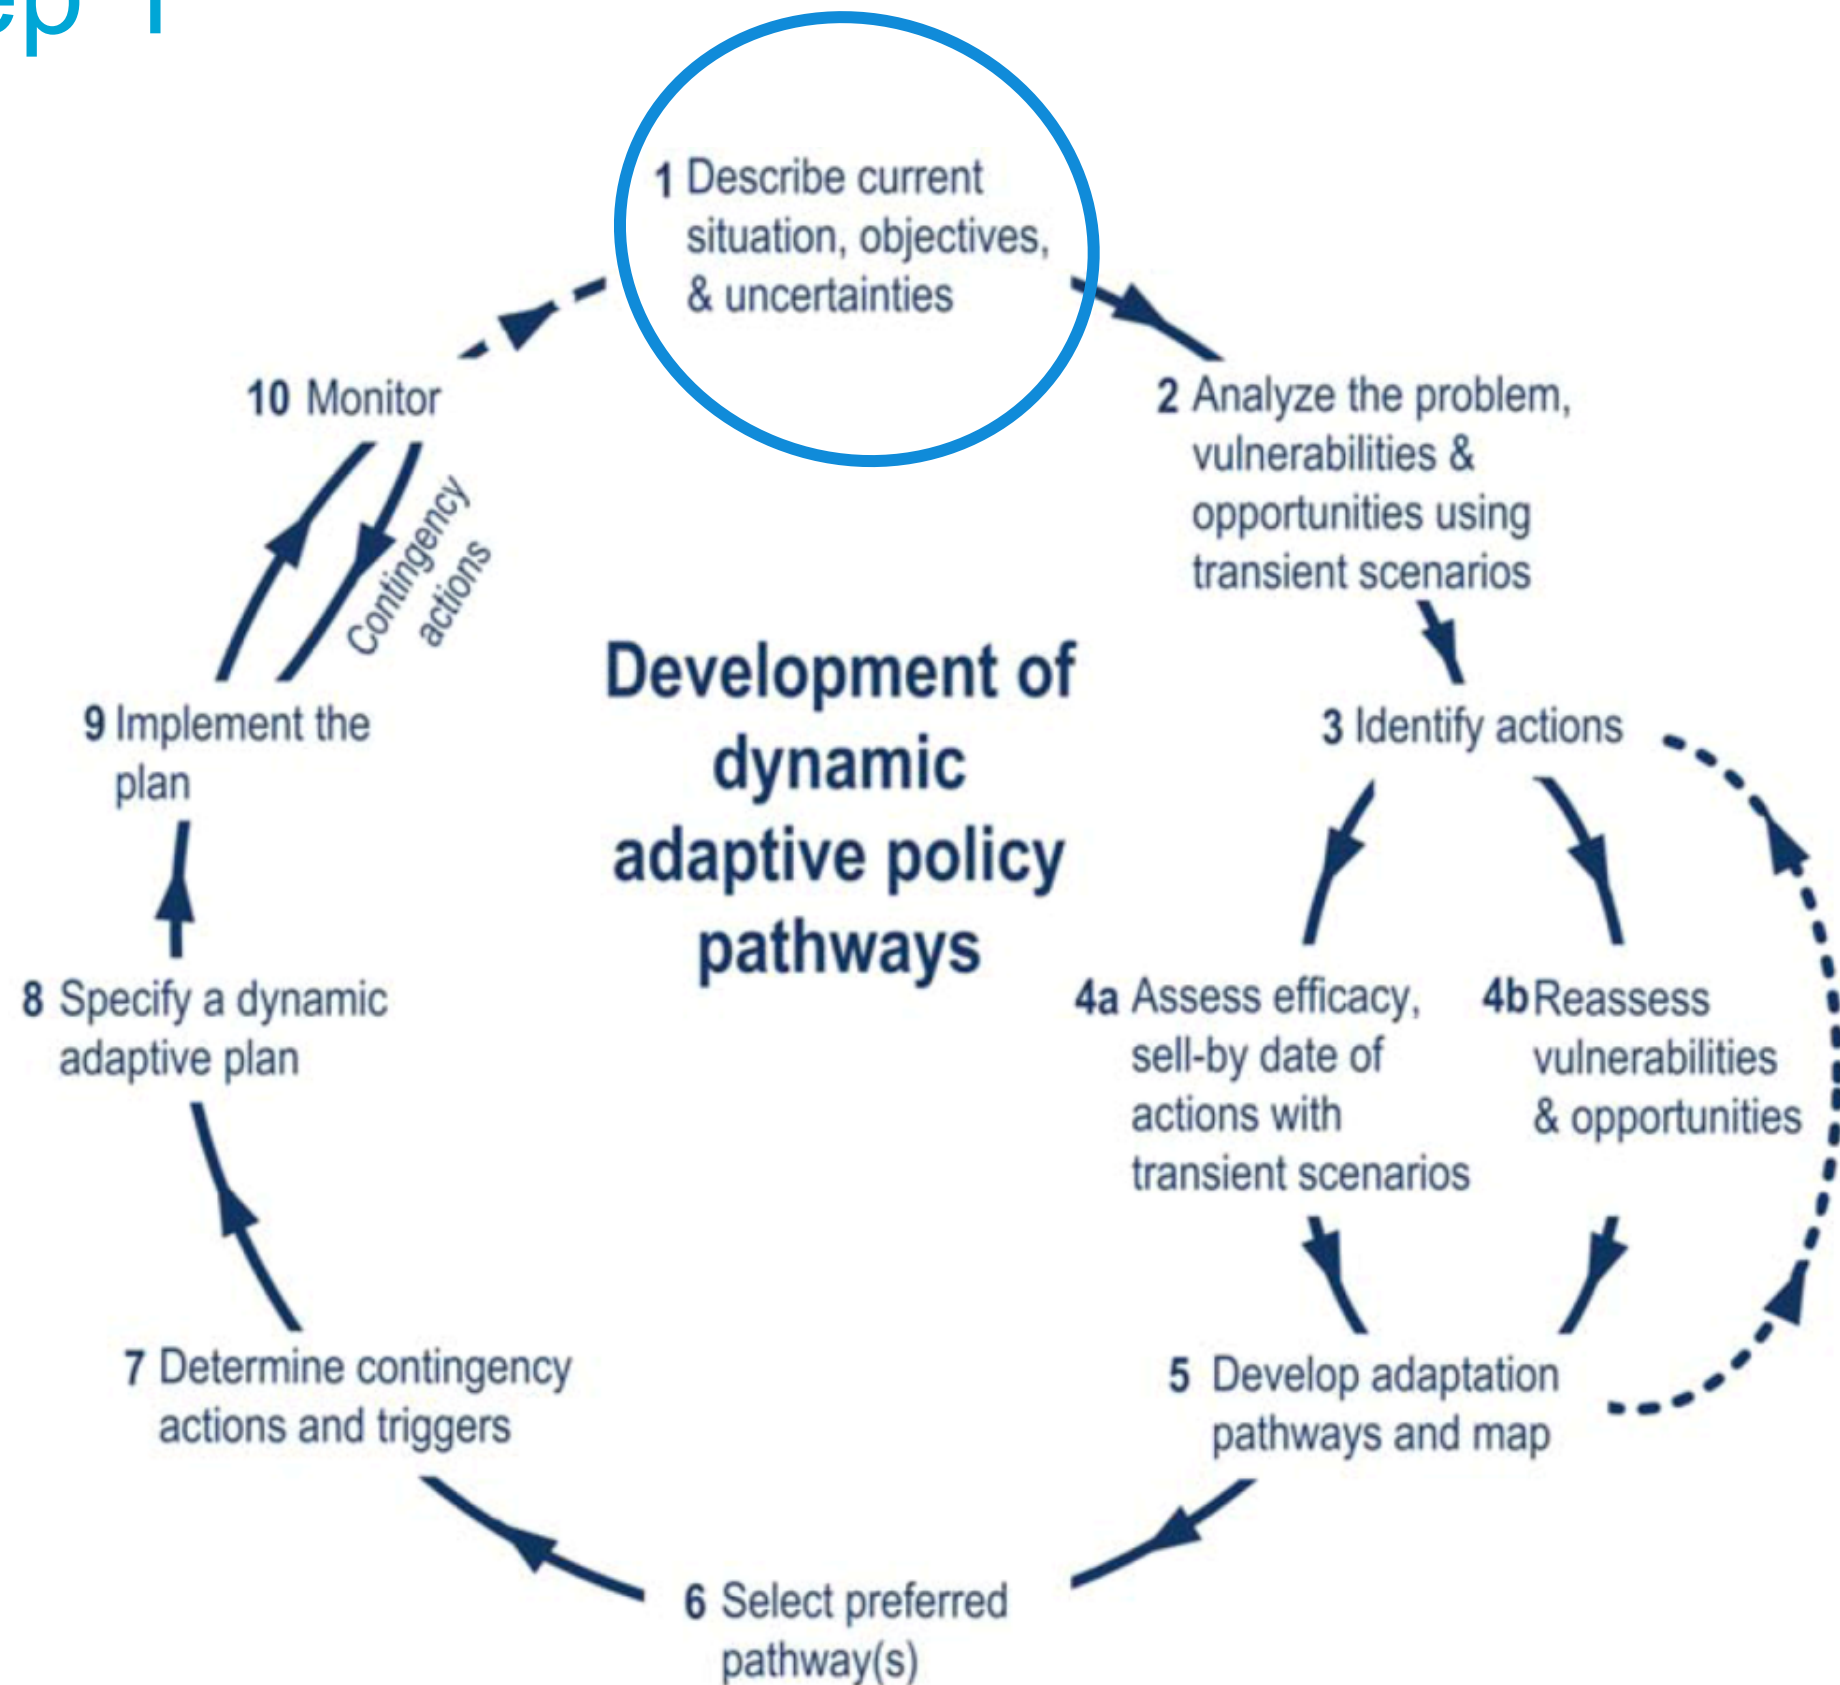 1 Describe current
situation, objectives,
& uncertainties
2 Analyze the problem,
vulnerabilities &
opportunities using
transient scenarios
3 Identify actions
4a Assess efficacy,
sell-by date of
actions with
transient scenarios
4b Reassess
vulnerabilities
& opportunities
5 Develop adaptation
pathways and map
6 Select preferred
pathway(s)
7 Determine contingency
actions and triggers
8 Specify a dynamic
adaptive plan
9 Implement the
plan
10 Monitor
Contingency
actions
Development of
dynamic
adaptive policy
pathways